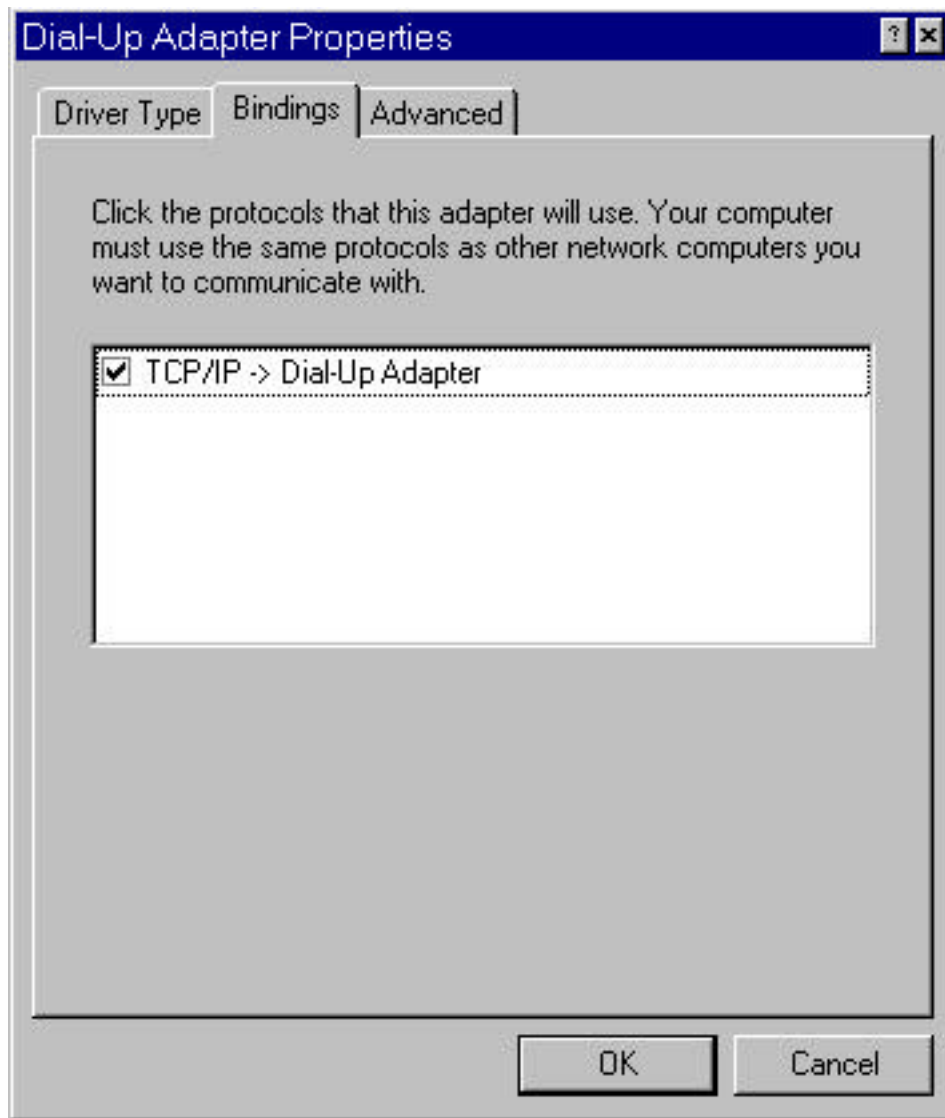 Dial-Up Adapter Properties
Driver Type
Bindings
Advanced
Click the protocols that this adapter will use. Your computer
must use the same protocols as other network computers you
want to communicate with.
TCP/IP -> Dial-Up Adapter
OK
Cancel